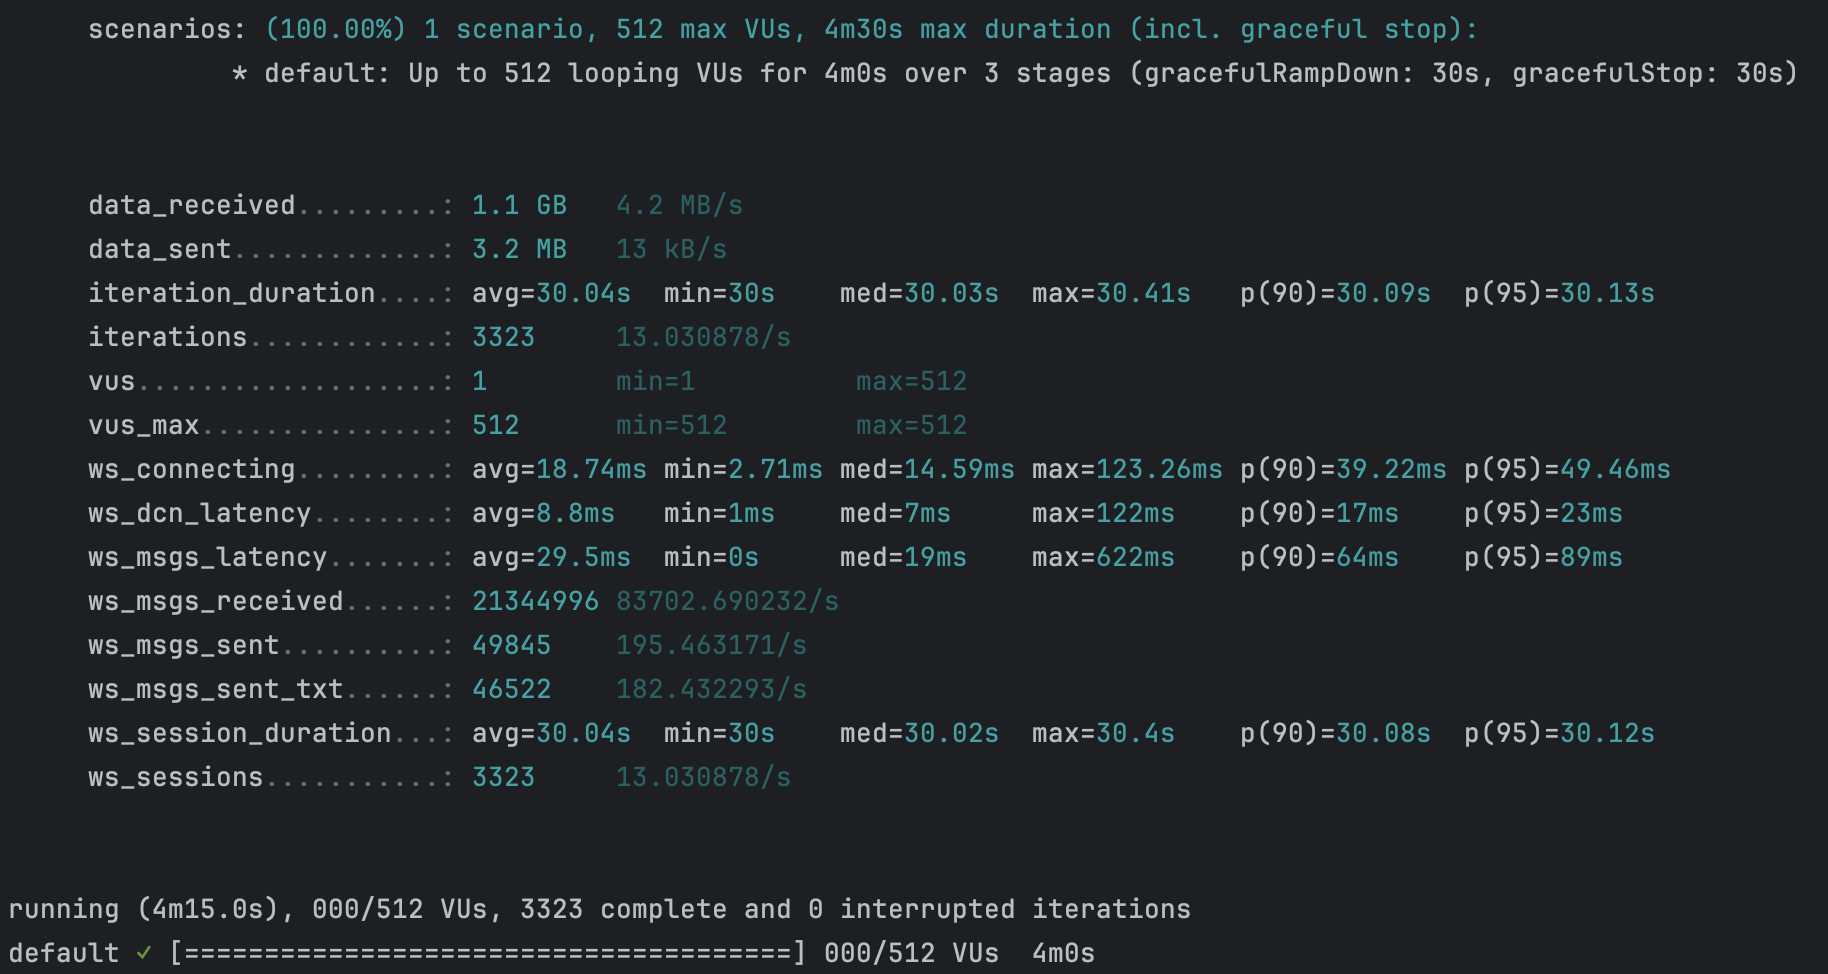 scenarios: (100.00%) 1 scenario, 512 max VUs, 4m30s max duration (incl. graceful stop):
* default: Up to 512 looping VUs for 4m0s over 3 stages (gracefulRampDown: 30s, gracefulStop: 30s)
data_received.........: 1.1 GB 4.2 MB/s
data_sent.............: 3.2 MB 13 kB/s
iteration_duration....: avg=30.04s min=30s med=30.03s max=30.41s p(90)=30.09s p(95)=30.13s
iterations............: 3323 13.030878/s
vus...................: 1 min=1 max=512
vus_max...............: 512 min=512 max=512
ws_connecting.........: avg=18.74ms min=2.71ms med=14.59ms max=123.26ms p(90)=39.22ms p(95)=49.46ms
ws_dcn_latency........: avg=8.8ms min=1ms med=7ms max=122ms p(90)=17ms p(95)=23ms
ws_msgs_latency.......: avg=29.5ms min=0s med=19ms max=622ms p(90)=64ms p(95)=89ms
ws_msgs_received......: 21344996 83702.690232/s
ws_msgs_sent..........: 49845 195.463171/s
ws_msgs_sent_txt......: 46522 182.432293/s
ws_session_duration...: avg=30.04s min=30s med=30.02s max=30.4s p(90)=30.08s p(95)=30.12s
ws_sessions...........: 3323 13.030878/s
running (4m15.0s), 000/512 VUs, 3323 complete and 0 interrupted iterations
default ✓ [======================================] 000/512 VUs 4m0s